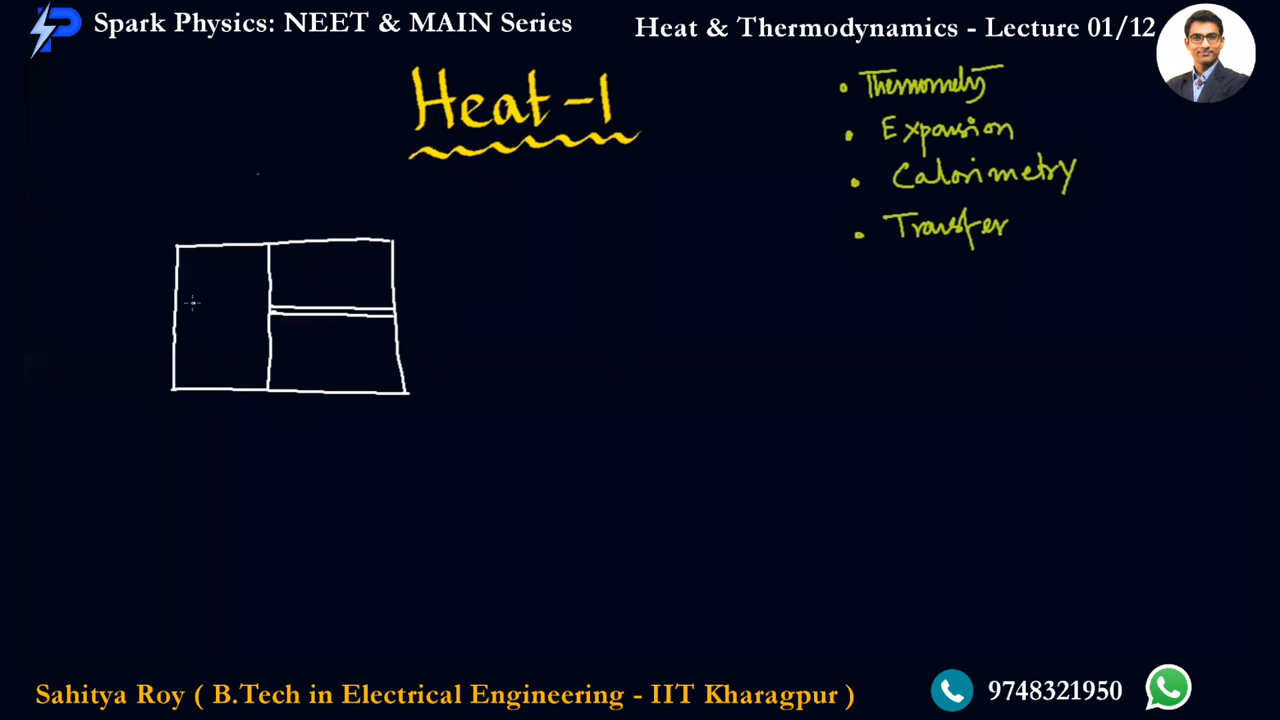 Spark Physics: NEET & MAIN Series
Heat & Thermodynamics - Lecture 01/12
Heat - 1
• Thermometry
• Expansion
• Calorimetry
• Transfer
Sahitya Roy ( B.Tech in Electrical Engineering - IIT Kharagpur )
9748321950